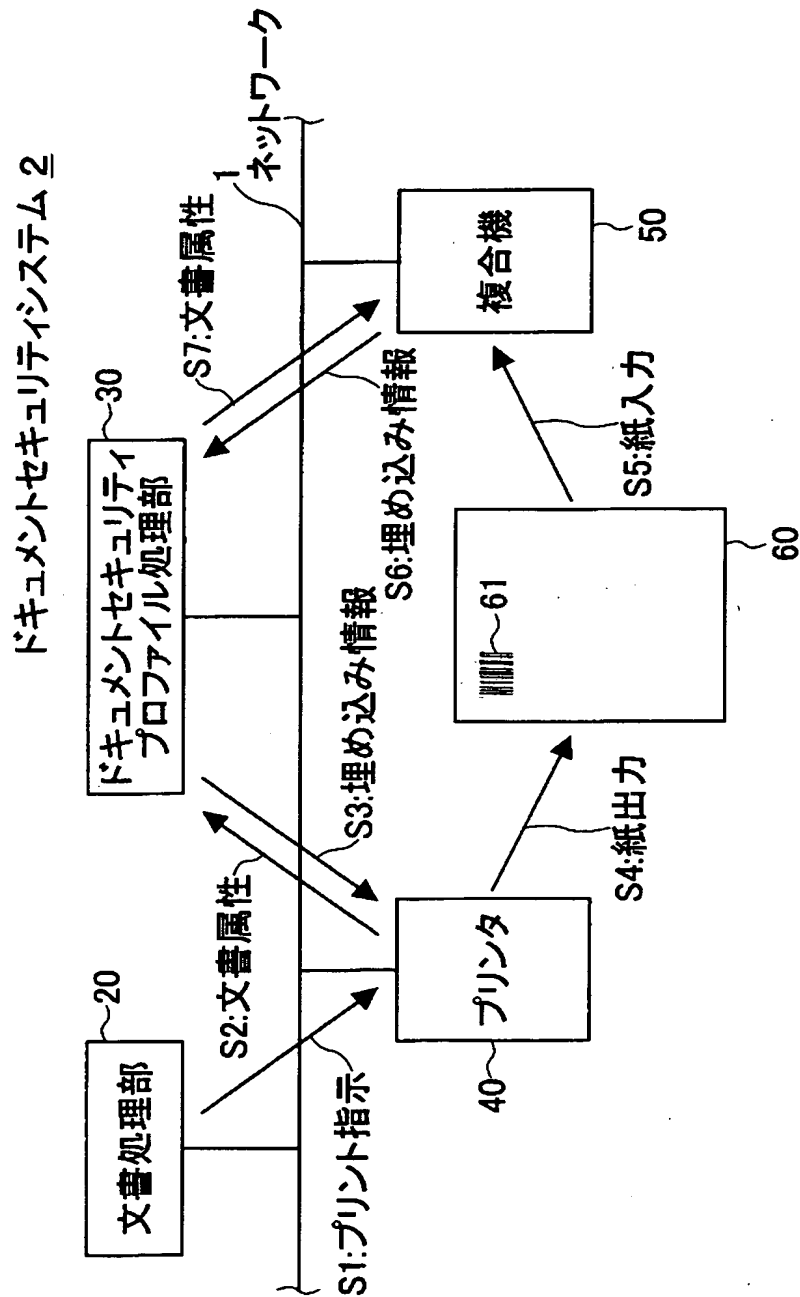 ドキュメントセキュリティシステム 2
20
文書処理部
30
ドキュメントセキュリティ
プロファイル処理部
S1:プリント指示
S2:文書属性
S3:埋め込み情報
S7:文書属性
S6:埋め込み情報
1
ネットワーク
プリンタ
40
複合機
50
S4:紙出力
S5:紙入力
61
60